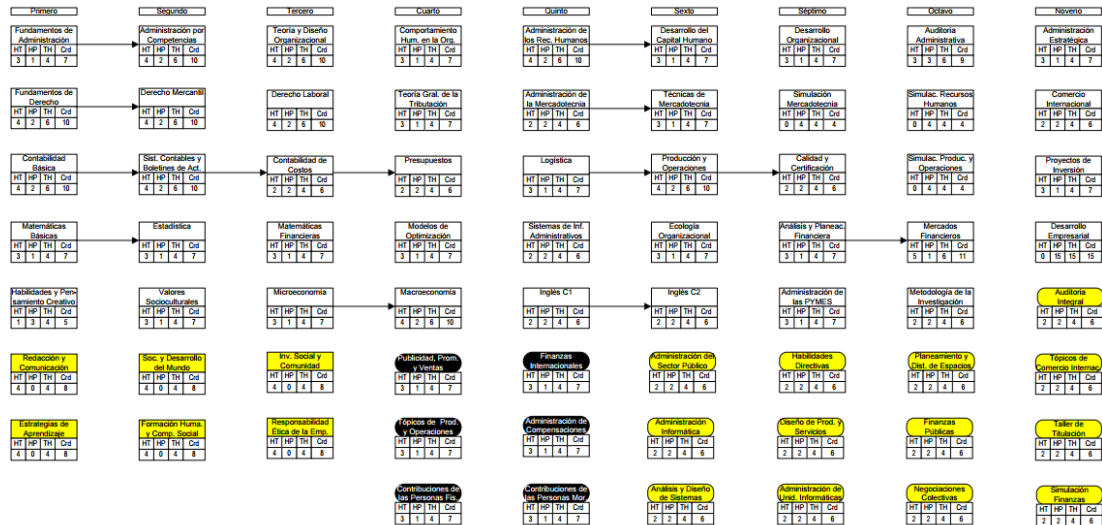 Primero Segundo Tercero Cuarto Quinto Sexto Séptimo Octavo Noveno
Fundamentos de
Administración
HT HP TH Crd
3 1 4 7
Administración por
Competencias
HT HP TH Crd
4 2 6 10
Teoría y Diseño
Organizacional
HT HP TH Crd
4 2 6 10
Comportamiento
Hum. en la Org.
HT HP TH Crd
3 1 4 7
Administración de
los Rec. Humanos
HT HP TH Crd
4 2 6 10
Desarrollo del
Capital Humano
HT HP TH Crd
3 1 4 7
Desarrollo
Organizacional
HT HP TH Crd
3 1 4 7
Auditoria
Administrativa
HT HP TH Crd
3 3 6 9
Administración
Estratégica
HT HP TH Crd
3 1 4 7
Fundamentos de
Derecho
HT HP TH Crd
4 2 6 10
Derecho Mercantil
HT HP TH Crd
4 2 6 10
Derecho Laboral
HT HP TH Crd
4 2 6 10
Teoría Gral. de la
Tributación
HT HP TH Crd
3 1 4 7
Administración de
la Mercadotecnia
HT HP TH Crd
2 2 4 6
Técnicas de
Mercadotecnia
HT HP TH Crd
3 1 4 7
Simulación
Mercadotecnia
HT HP TH Crd
0 4 4 4
Simulac. Recursos
Humanos
HT HP TH Crd
0 4 4 4
Comercio
Internacional
HT HP TH Crd
2 2 4 6
Contabilidad
Básica
HT HP TH Crd
4 2 6 10
Sist. Contables y
Boletines de Act.
HT HP TH Crd
4 2 6 10
Contabilidad de
Costos
HT HP TH Crd
2 2 4 6
Presupuestos
HT HP TH Crd
2 2 4 6
Logística
HT HP TH Crd
3 1 4 7
Producción y
Operaciones
HT HP TH Crd
4 2 6 10
Calidad y
Certificación
HT HP TH Crd
2 2 4 6
Simulac. Produc. y
Operaciones
HT HP TH Crd
0 4 4 4
Proyectos de
Inversión
HT HP TH Crd
3 1 4 7
Matemáticas
Básicas
HT HP TH Crd
3 1 4 7
Estadística
HT HP TH Crd
3 1 4 7
Matemáticas
Financieras
HT HP TH Crd
3 1 4 7
Modelos de
Optimización
HT HP TH Crd
3 1 4 7
Sistemas de Inf.
Administrativos
HT HP TH Crd
2 2 4 6
Ecología
Organizacional
HT HP TH Crd
3 1 4 7
Análisis y Planeac.
Financiera
HT HP TH Crd
3 1 4 7
Mercados
Financieros
HT HP TH Crd
5 1 6 11
Desarrollo
Empresarial
HT HP TH Crd
0 15 15 15
Habilidades y Pen-
samiento Creativo
HT HP TH Crd
1 3 4 5
Valores
Socioculturales
HT HP TH Crd
3 1 4 7
Microeconomía
HT HP TH Crd
3 1 4 7
Macroeconomía
HT HP TH Crd
4 2 6 10
Inglés C1
HT HP TH Crd
2 2 4 6
Inglés C2
HT HP TH Crd
2 2 4 6
Administración de
las PYMES
HT HP TH Crd
3 1 4 7
Metodología de la
Investigación
HT HP TH Crd
2 2 4 6
Auditoria
Integral
HT HP TH Crd
2 2 4 6
Redacción y
Comunicación
HT HP TH Crd
4 0 4 8
Soc. y Desarrollo
del Mundo
HT HP TH Crd
4 0 4 8
Inv. Social y
Comunidad
HT HP TH Crd
4 0 4 8
Publicidad, Prom.
y Ventas
HT HP TH Crd
3 1 4 7
Finanzas
Internacionales
HT HP TH Crd
3 1 4 7
Administración del
Sector Público
HT HP TH Crd
2 2 4 6
Habilidades
Directivas
HT HP TH Crd
2 2 4 6
Planeamiento y
Dist. de Espacios
HT HP TH Crd
2 2 4 6
Tópicos de
Comercio Internac.
HT HP TH Crd
2 2 4 6
Estrategias de
Aprendizaje
HT HP TH Crd
4 0 4 8
Formación Huma.
y Comp. Social
HT HP TH Crd
4 0 4 8
Responsabilidad
Ética de la Emp.
HT HP TH Crd
4 0 4 8
Tópicos de Prod.
y Operaciones
HT HP TH Crd
3 1 4 7
Administración de
Compensaciones
HT HP TH Crd
3 1 4 7
Administración
Informática
HT HP TH Crd
2 2 4 6
Diseño de Prod. y
Servicios
HT HP TH Crd
2 2 4 6
Finanzas
Públicas
HT HP TH Crd
2 2 4 6
Taller de
Titulación
HT HP TH Crd
2 2 4 6
Contribuciones de
las Personas Fis.
HT HP TH Crd
3 1 4 7
Contribuciones de
las Personas Mor.
HT HP TH Crd
3 1 4 7
Análisis y Diseño
de Sistemas
HT HP TH Crd
2 2 4 6
Administración de
Unid. Informáticas
HT HP TH Crd
2 2 4 6
Negociaciones
Colectivas
HT HP TH Crd
2 2 4 6
Simulación
Finanzas
HT HP TH Crd
2 2 4 6